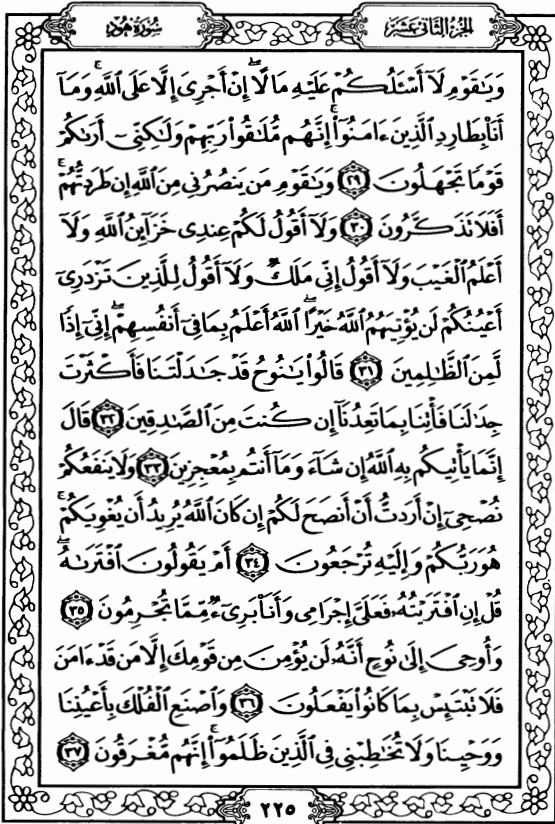 الجزء الثاني عشر
سورة هود
وَيَٰقَوْمِ لَآ أَسْـَٔلُكُمْ عَلَيْهِ مَالًا ۖ إِنْ أَجْرِىَ إِلَّا عَلَى ٱللَّهِ ۚ وَمَآ
أَنَا۠ بِطَارِدِ ٱلَّذِينَ ءَامَنُوٓا۟ ۚ إِنَّهُم مُّلَٰقُوا۟ رَبِّهِمْ وَلَٰكِنِّىٓ أَرَىٰكُمْ
قَوْمًا تَجْهَلُونَ ٢٩ وَيَٰقَوْمِ مَن يَنصُرُنِى مِنَ ٱللَّهِ إِن طَرَدتُّهُمْ ۚ
أَفَلَا تَذَكَّرُونَ ٣٠ وَلَآ أَقُولُ لَكُمْ عِندِى خَزَآئِنُ ٱللَّهِ وَلَآ
أَعْلَمُ ٱلْغَيْبَ وَلَآ أَقُولُ إِنِّى مَلَكٌ وَلَآ أَقُولُ لِلَّذِينَ تَزْدَرِىٓ
أَعْيُنُكُمْ لَن يُؤْتِيَهُمُ ٱللَّهُ خَيْرًا ۖ ٱللَّهُ أَعْلَمُ بِمَا فِىٓ أَنفُسِهِمْ ۖ إِنِّىٓ إِذًا
لَّمِنَ ٱلظَّٰلِمِينَ ٣١ قَالُوا۟ يَٰنُوحُ قَدْ جَٰدَلْتَنَا فَأَكْثَرْتَ
جِدَٰلَنَا فَأْتِنَا بِمَا تَعِدُنَآ إِن كُنتَ مِنَ ٱلصَّٰدِقِينَ ٣٢ قَالَ
إِنَّمَا يَأْتِيكُم بِهِ ٱللَّهُ إِن شَآءَ وَمَآ أَنتُم بِمُعْجِزِينَ ٣٣ وَلَا يَنفَعُكُمْ
نُصْحِىٓ إِنْ أَرَدتُّ أَنْ أَنصَحَ لَكُمْ إِن كَانَ ٱللَّهُ يُرِيدُ أَن يُغْوِيَكُمْ ۚ
هُوَ رَبُّكُمْ وَإِلَيْهِ تُرْجَعُونَ ٣٤ أَمْ يَقُولُونَ ٱفْتَرَىٰهُ ۖ
قُلْ إِنِ ٱفْتَرَيْتُهُۥ فَعَلَىَّ إِجْرَامِى وَأَنَا۠ بَرِىٓءٌ مِّمَّا تُجْرِمُونَ ٣٥
وَأُوحِىَ إِلَىٰ نُوحٍ أَنَّهُۥ لَن يُؤْمِنَ مِن قَوْمِكَ إِلَّا مَن قَدْ ءَامَنَ
فَلَا تَبْتَئِسْ بِمَا كَانُوا۟ يَفْعَلُونَ ٣٦ وَٱصْنَعِ ٱلْفُلْكَ بِأَعْيُنِنَا
وَوَحْيِنَا وَلَا تُخَٰطِبْنِى فِى ٱلَّذِينَ ظَلَمُوٓا۟ ۚ إِنَّهُم مُّغْرَقُونَ ٣٧
٢٢٥